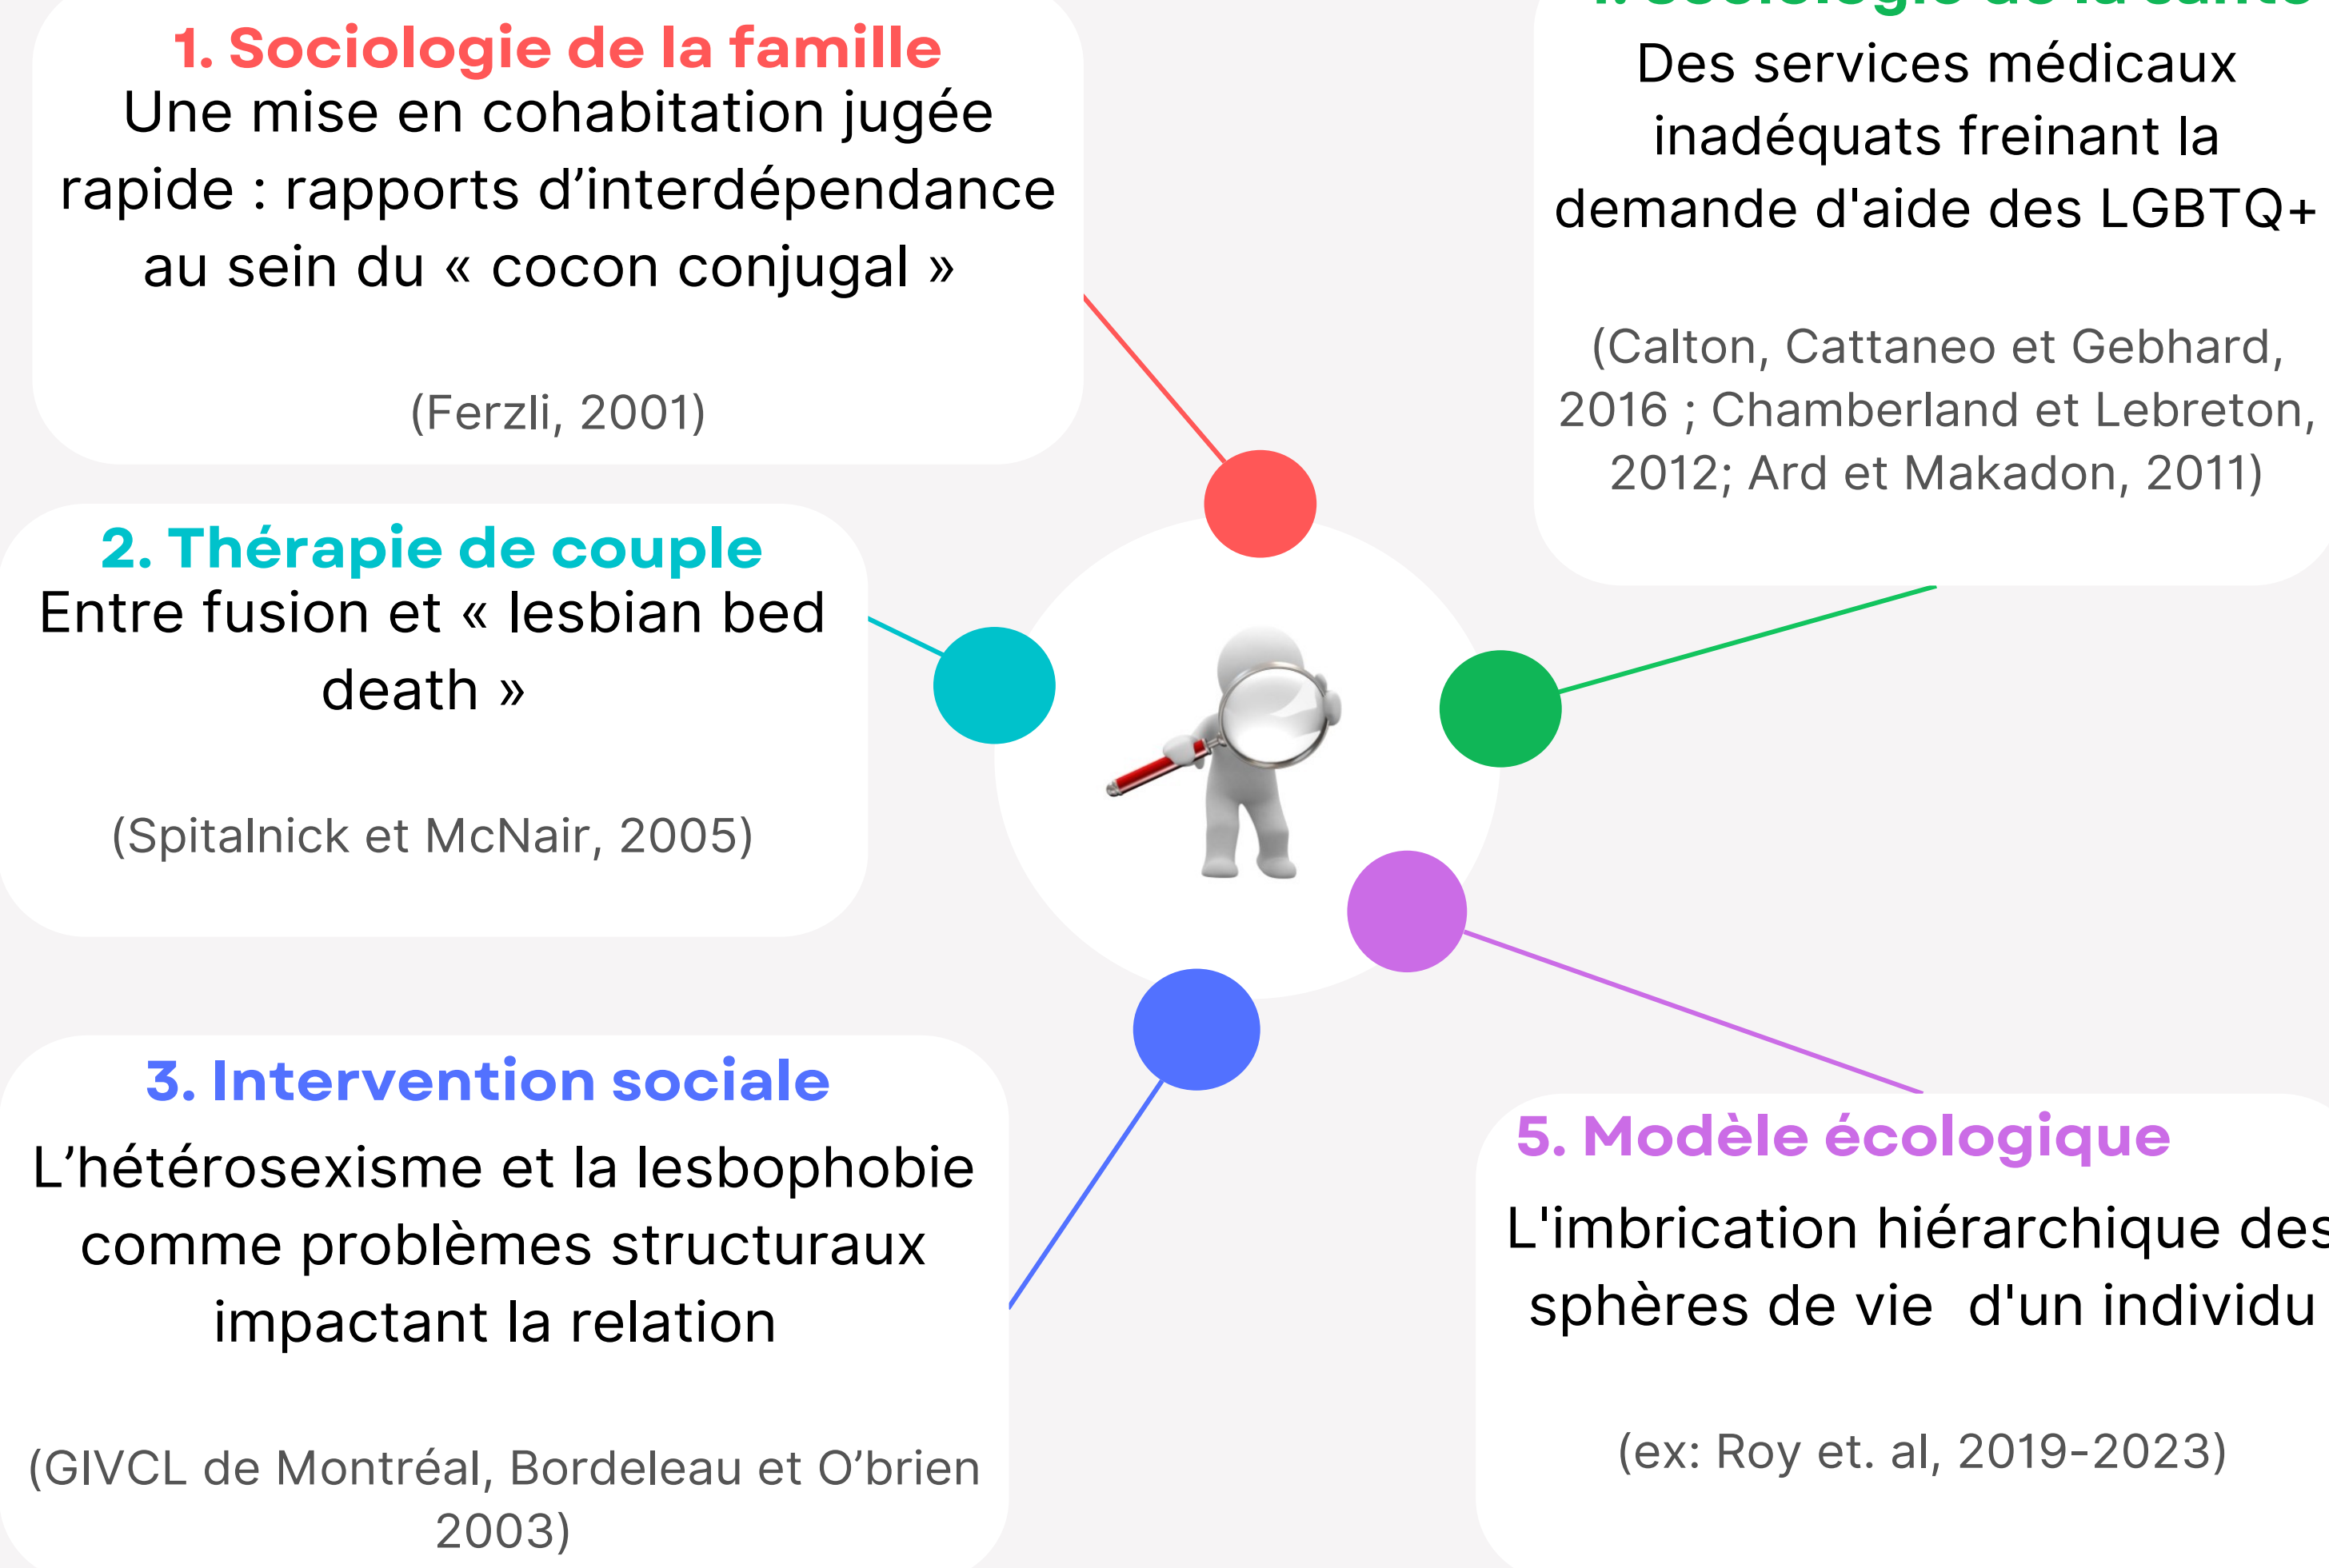 1. Sociologie de la famille
Une mise en cohabitation jugée
rapide : rapports d’interdépendance
au sein du « cocon conjugal »
(Ferzli, 2001)
2. Thérapie de couple
Entre fusion et « lesbian bed
death »
(Spitalnick et McNair, 2005)
3. Intervention sociale
L’hétérosexisme et la lesbophobie
comme problèmes structuraux
impactant la relation
(GIVCL de Montréal, Bordeleau et O’brien
2003)
Sociologie de la santé
Des services médicaux
inadéquats freinant la
demande d'aide des LGBTQ+
(Calton, Cattaneo et Gebhard,
2016 ; Chamberland et Lebreton,
2012; Ard et Makadon, 2011)
5. Modèle écologique
L'imbrication hiérarchique des
sphères de vie  d'un individu
(ex: Roy et. al, 2019-2023)